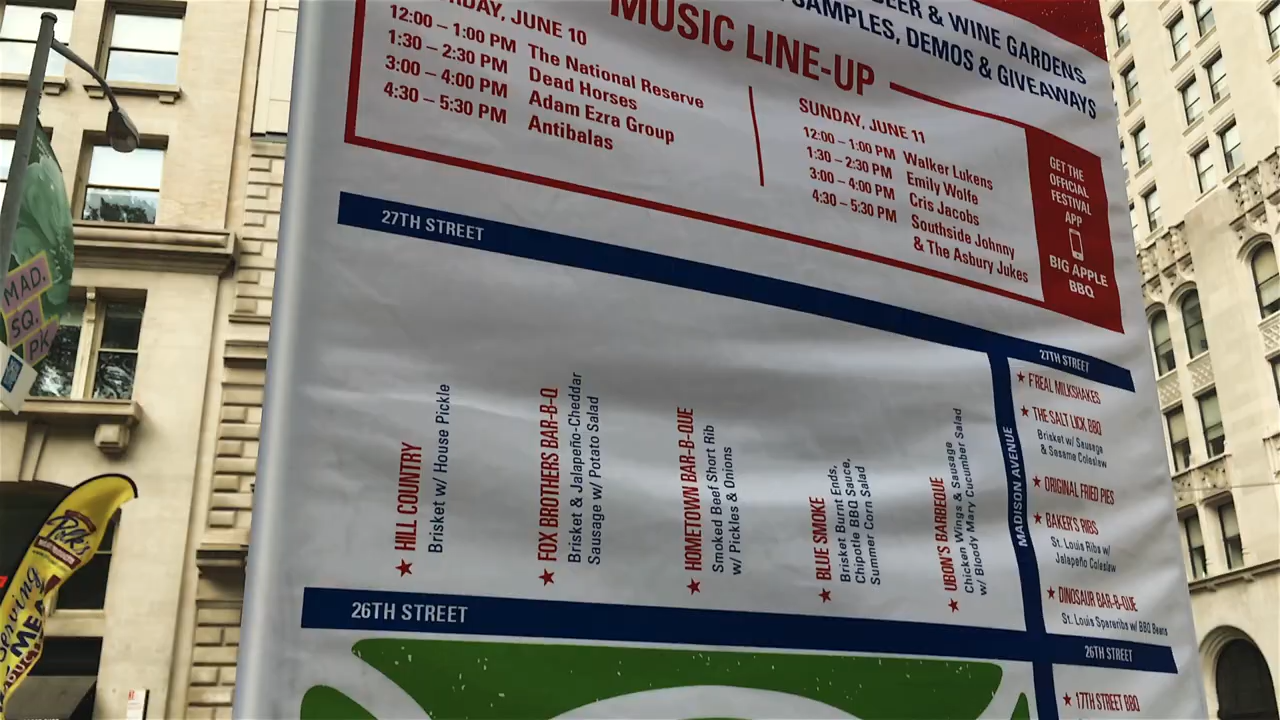 BEER & WINE GARDENS
SAMPLES, DEMOS & GIVEAWAYS
MUSIC LINE-UP
JUNE 10
12:00 – 1:00 PM The National Reserve
1:30 – 2:30 PM Dead Horses
3:00 – 4:00 PM Adam Ezra Group
4:30 – 5:30 PM Antibalas
SUNDAY, JUNE 11
12:00 – 1:00 PM Walker Lukens
1:30 – 2:30 PM Emily Wolfe
3:00 – 4:00 PM Cris Jacobs
4:30 – 5:30 PM Southside Johnny
& The Asbury Jukes
GET THE
OFFICIAL
FESTIVAL
APP
BIG APPLE
BBQ
27TH STREET
HILL COUNTRY
Brisket w/ House Pickle
FOX BROTHERS BAR-B-Q
Brisket & Jalapeño-Cheddar
Sausage w/ Potato Salad
HOMETOWN BAR-B-QUE
Smoked Beef Short Rib
w/ Pickles & Onions
BLUE SMOKE
Brisket Burnt Ends,
Chipotle BBQ Sauce,
Summer Corn Salad
UBON'S BARBEQUE
Chicken Wings & Sausage
w/ Bloody Mary Cucumber Salad
MADISON AVENUE
27TH STREET
F'REAL MILKSHAKES
THE SALT LICK BBQ
Brisket w/ Sausage
& Sesame Coleslaw
ORIGINAL FRIED PIES
BAKER'S RIBS
St. Louis Ribs w/
Jalapeño Coleslaw
DINOSAUR BAR-B-QUE
St. Louis Spareribs w/ BBQ Beans
26TH STREET
26TH STREET
17TH STREET BBQ
MAD.
SQ.
PK.
Polk's
Serving